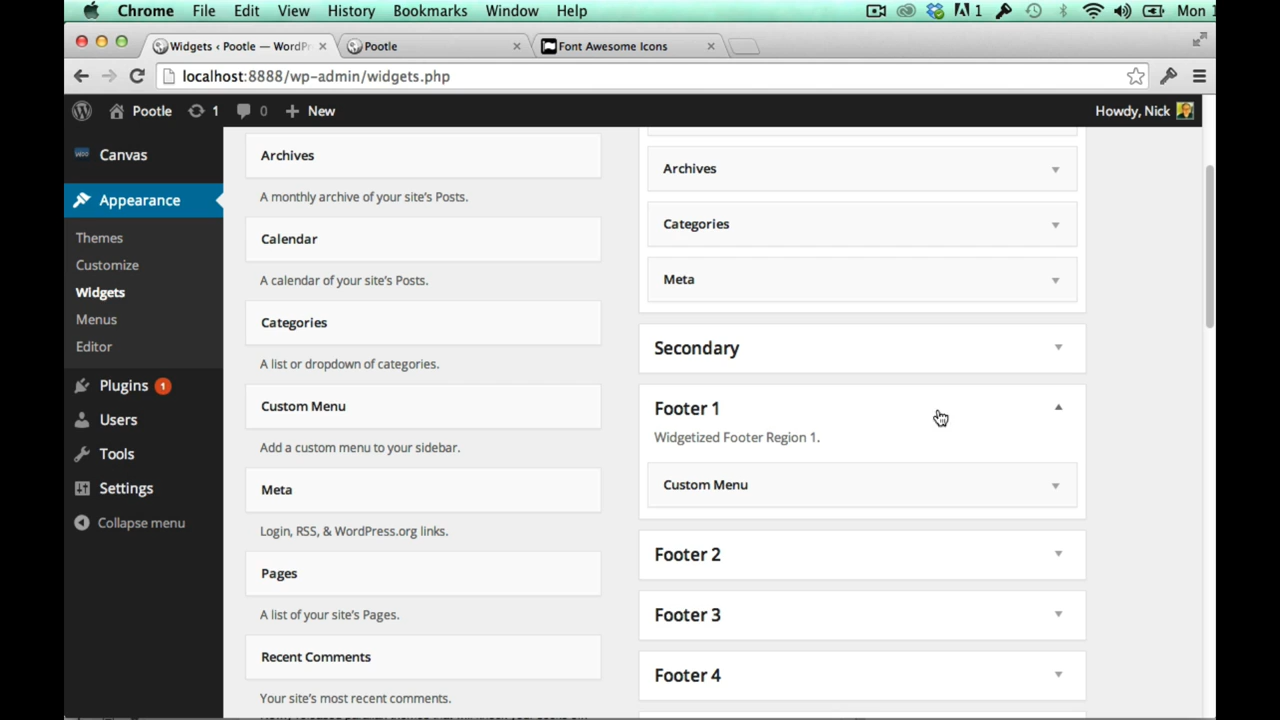 Chrome File Edit View History Bookmarks Window Help 1 Mon
Widgets ‹ Pootle — WordPr Pootle Font Awesome Icons
localhost:8888/wp-admin/widgets.php
Pootle 1 0 New Howdy, Nick
Canvas
Appearance
Themes
Customize
Widgets
Menus
Editor
Plugins 1
Users
Tools
Settings
Collapse menu
Archives
A monthly archive of your site's Posts.
Calendar
A calendar of your site's Posts.
Categories
A list or dropdown of categories.
Custom Menu
Add a custom menu to your sidebar.
Meta
Login, RSS, & WordPress.org links.
Pages
A list of your site's Pages.
Recent Comments
Your site's most recent comments.
Archives
Categories
Meta
Secondary
Footer 1
Widgetized Footer Region 1.
Custom Menu
Footer 2
Footer 3
Footer 4